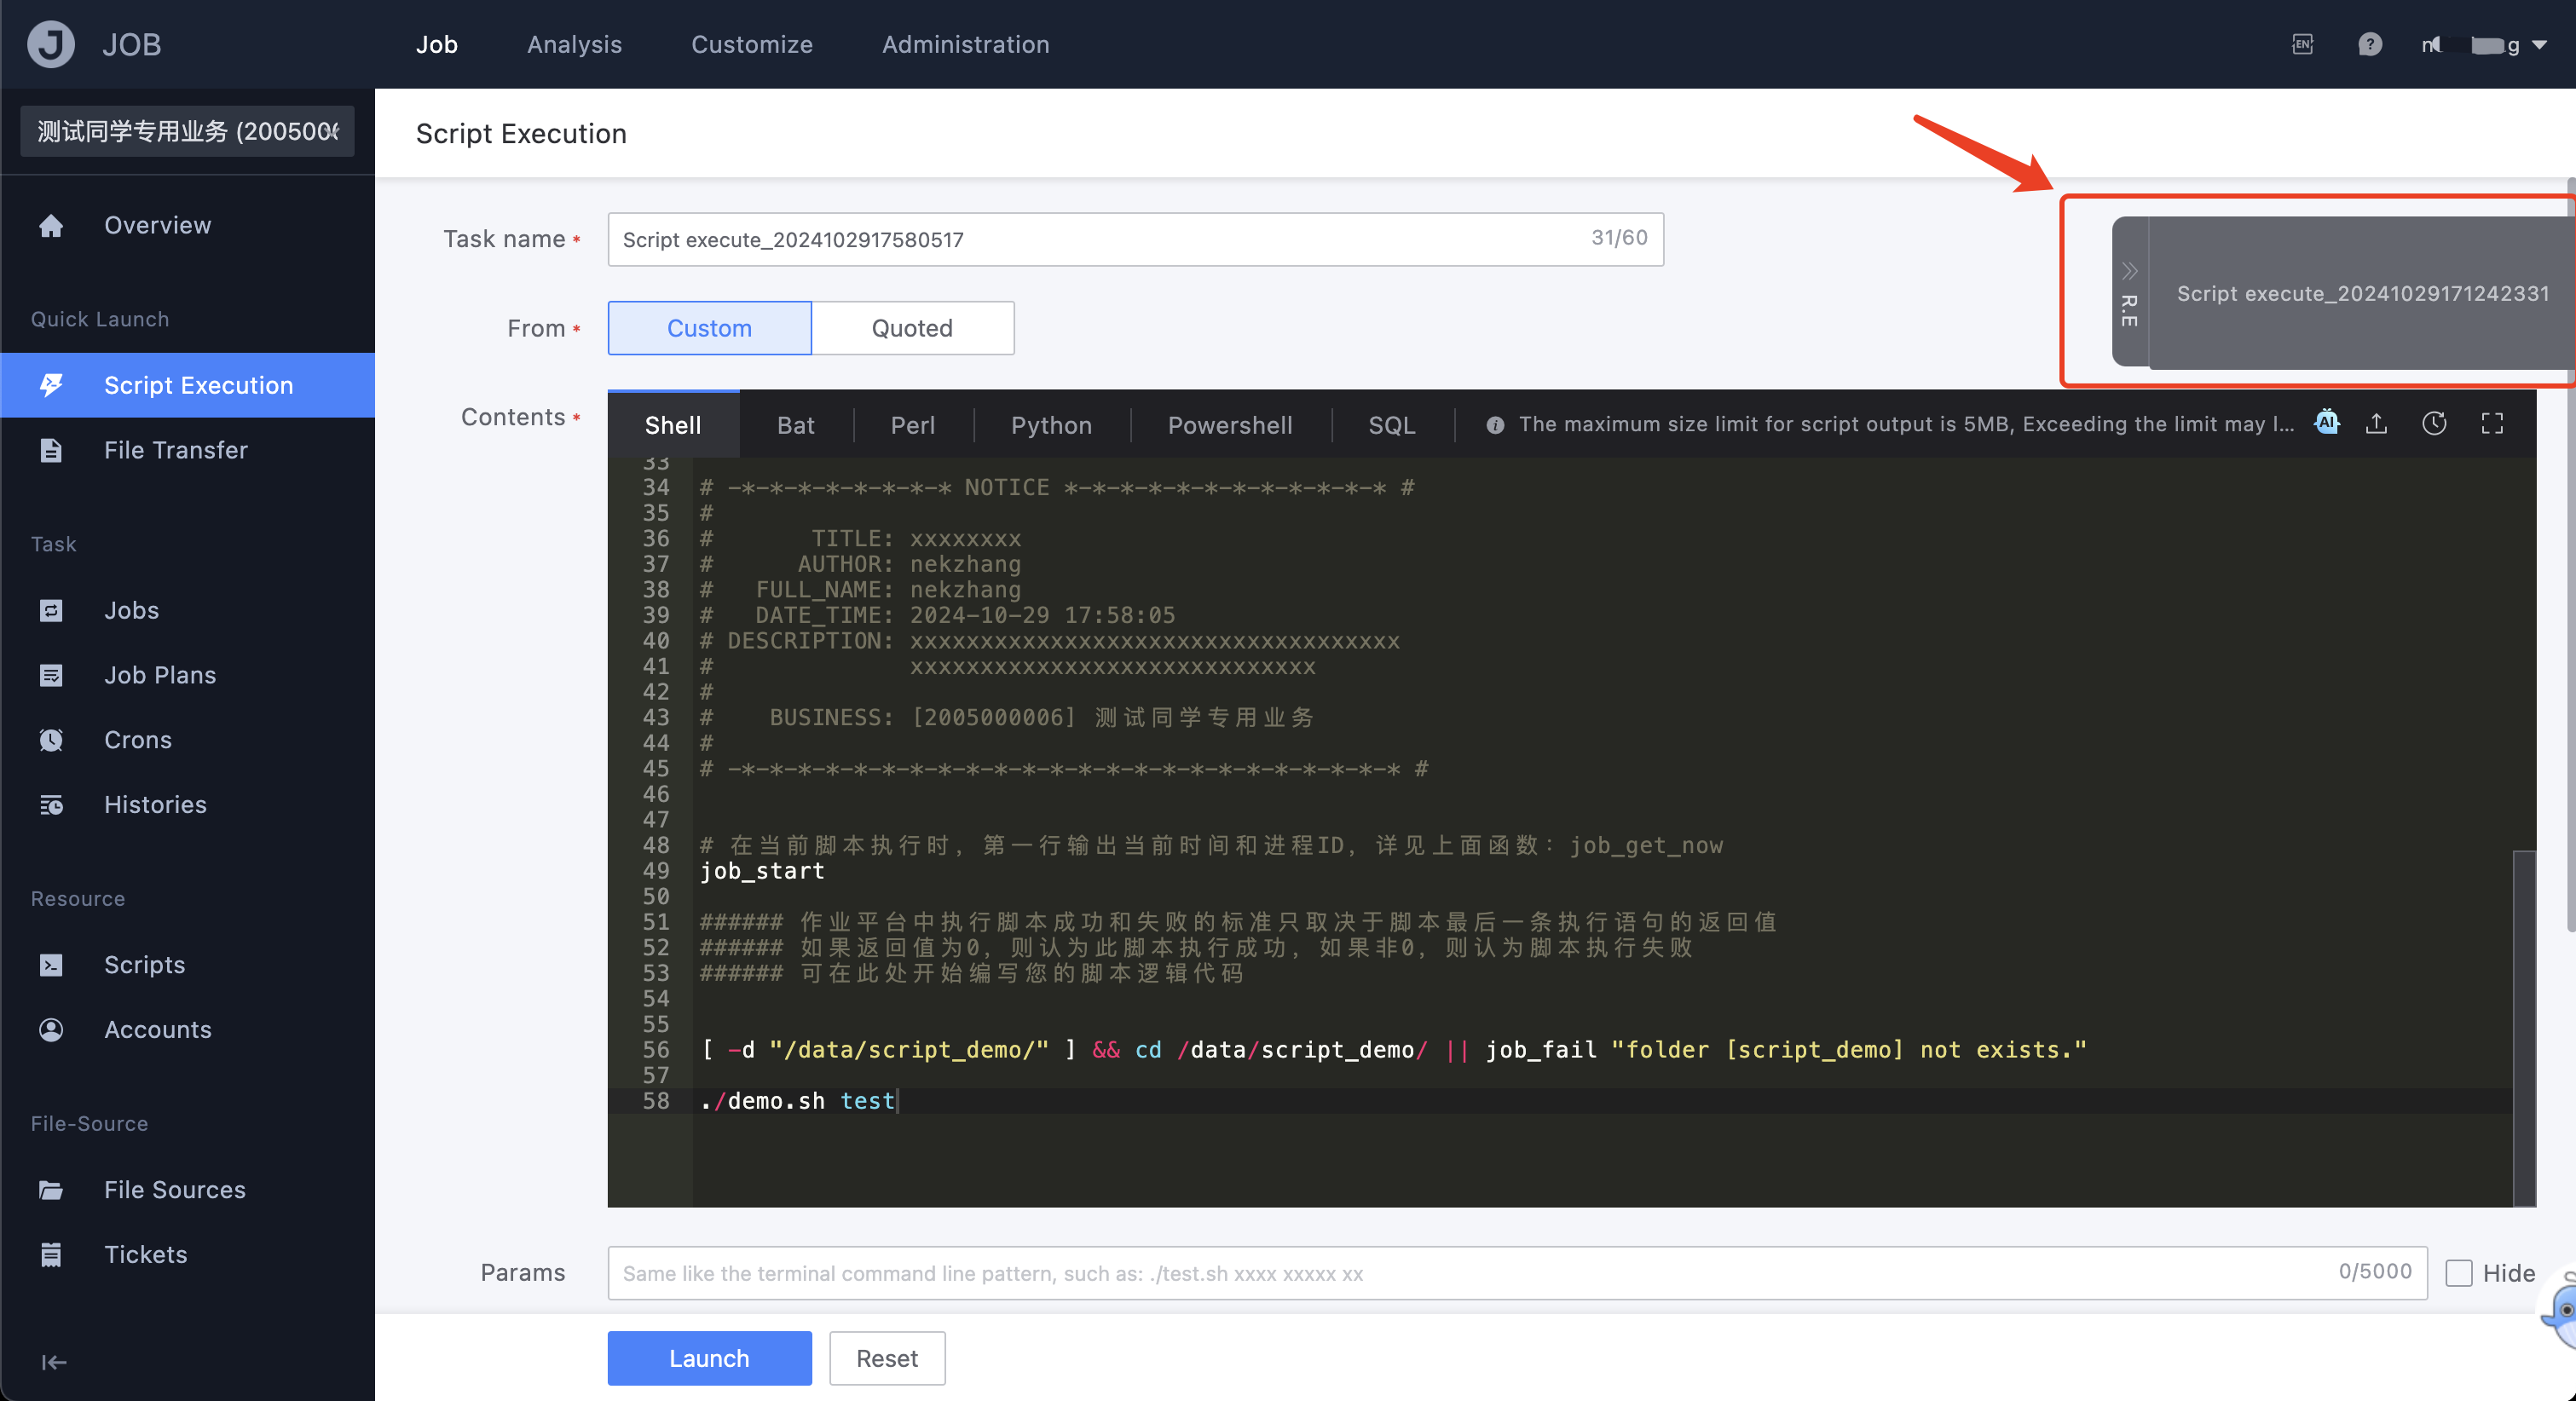 JOB
Job
Analysis
Customize
Administration
EN
?
测试同学专用业务 (200500
Overview
Quick Launch
Script Execution
File Transfer
Task
Jobs
Job Plans
Crons
Histories
Resource
Scripts
Accounts
File-Source
File Sources
Tickets
Script Execution
Task name *
Script execute_2024102917580517
31/60
R.E
Script execute_20241029171242331
From *
Custom
Quoted
Contents *
Shell
Bat
Perl
Python
Powershell
SQL
The maximum size limit for script output is 5MB, Exceeding the limit may l...
AI
33
34 # -*-*-*-*-*-*-*-* NOTICE *-*-*-*-*-*-*-*-*-*-*-* #
35 #
36 #       TITLE: xxxxxxxx
37 #      AUTHOR: nekzhang
38 #   FULL_NAME: nekzhang
39 #   DATE_TIME: 2024-10-29 17:58:05
40 # DESCRIPTION: xxxxxxxxxxxxxxxxxxxxxxxxxxxxxxxxxxx
41 #              xxxxxxxxxxxxxxxxxxxxxxxxxxxxx
42 #
43 #    BUSINESS: [2005000006] 测试同学专用业务
44 #
45 # -*-*-*-*-*-*-*-*-*-*-*-*-*-*-*-*-*-*-*-*-*-*-*-* #
46
47
48 # 在当前脚本执行时，第一行输出当前时间和进程ID，详见上面函数：job_get_now
49 job_start
50
51 ###### 作业平台中执行脚本成功和失败的标准只取决于脚本最后一条执行语句的返回值
52 ###### 如果返回值为0，则认为此脚本执行成功，如果非0，则认为脚本执行失败
53 ###### 可在此处开始编写您的脚本逻辑代码
54
55
56 [ -d "/data/script_demo/" ] && cd /data/script_demo/ || job_fail "folder [script_demo] not exists."
57
58 ./demo.sh test
Params
Same like the terminal command line pattern, such as: ./test.sh xxxx xxxxx xx
0/5000
Hide
Launch
Reset